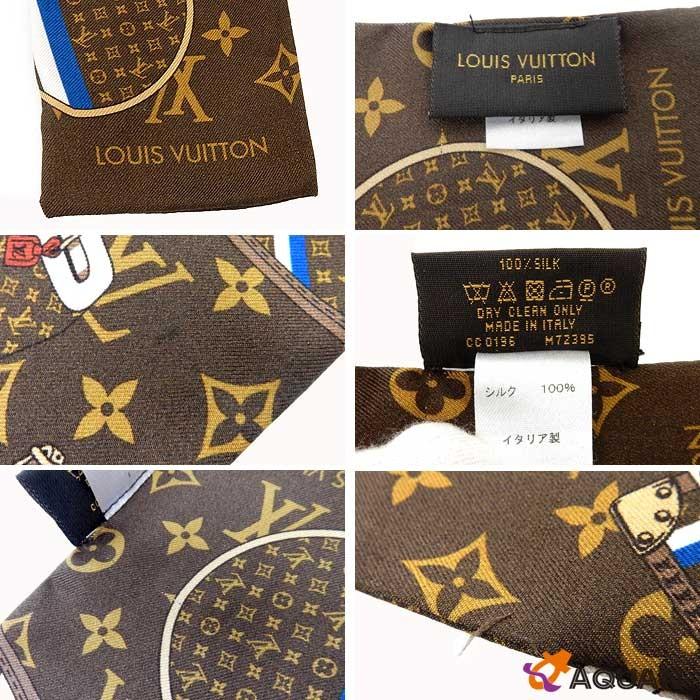 LOUIS VUITTON
LOUIS VUITTON
PARIS
イタリア製
100% SILK
DRY CLEAN ONLY
MADE IN ITALY
CC0196 M72395
シルク 100%
イタリア製
AQUA